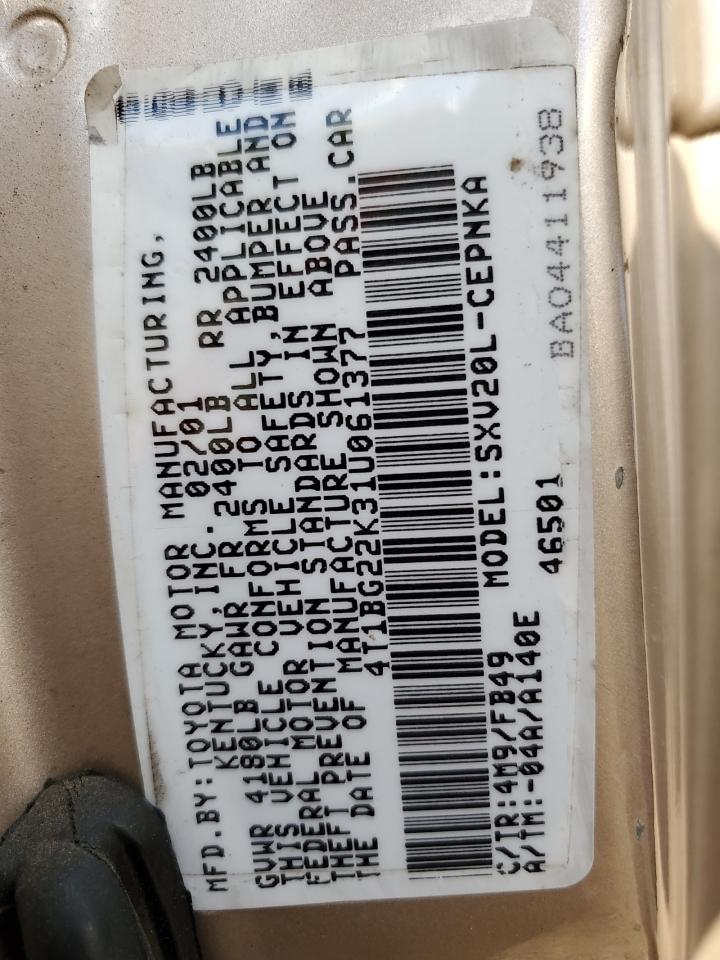 MFD.BY:TOYOTA MOTOR MANUFACTURING,
KENTUCKY,INC. 02/01
GVWR 4180LB GAWR FR 2400LB RR 2400LB
THIS VEHICLE CONFORMS TO ALL APPLICABLE
FEDERAL MOTOR VEHICLE SAFETY,BUMPER AND
THEFT PREVENTION STANDARDS IN EFFECT ON
THE DATE OF MANUFACTURE SHOWN ABOVE
4T1BG22K31U061377 PASS.CAR
MODEL:SXV20L-CEPNKA
C/TR:4M9/FB49 46501
A/TM:-04A/A140E
BA04411938